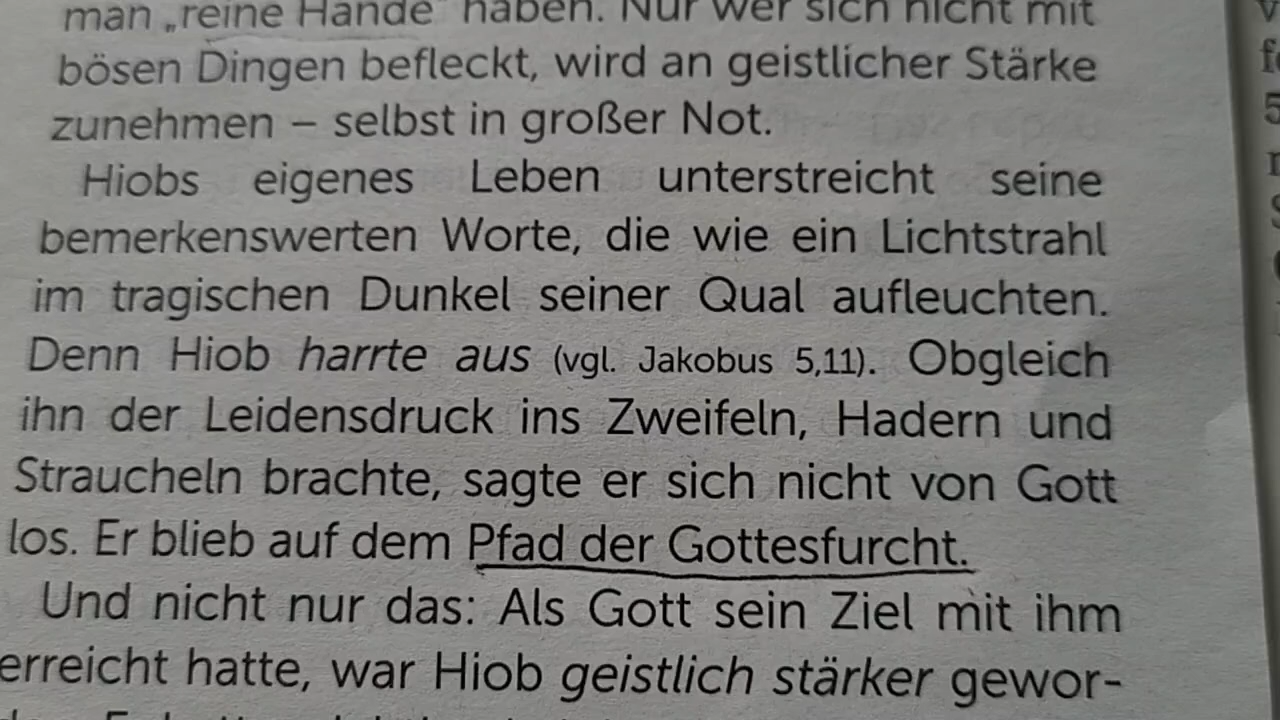 man „reine Hände" haben. Nur wer sich nicht mit
bösen Dingen befleckt, wird an geistlicher Stärke
zunehmen – selbst in großer Not.
Hiobs eigenes Leben unterstreicht seine
bemerkenswerten Worte, die wie ein Lichtstrahl
im tragischen Dunkel seiner Qual aufleuchten.
Denn Hiob harrte aus (vgl. Jakobus 5,11). Obgleich
ihn der Leidensdruck ins Zweifeln, Hadern und
Straucheln brachte, sagte er sich nicht von Gott
los. Er blieb auf dem Pfad der Gottesfurcht.
Und nicht nur das: Als Gott sein Ziel mit ihm
erreicht hatte, war Hiob geistlich stärker gewor-